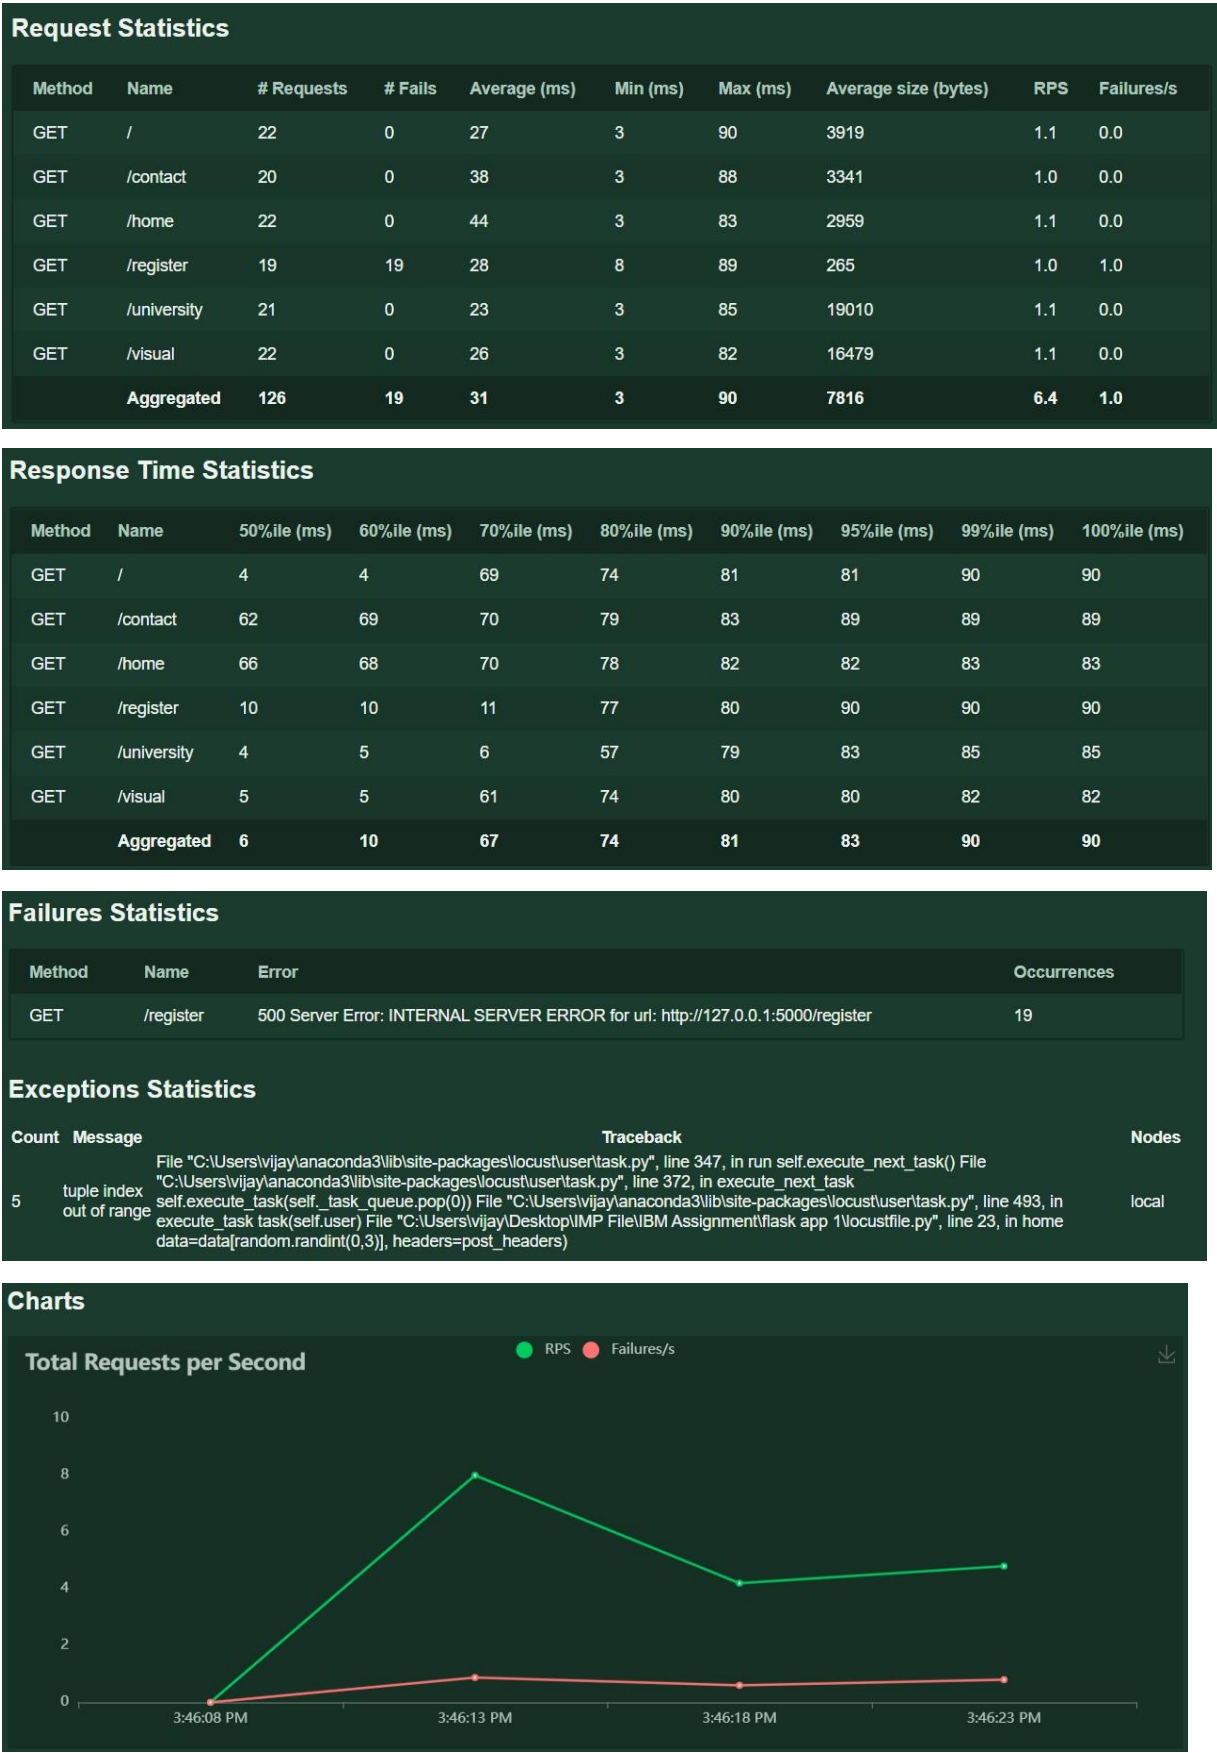 Request Statistics
Method Name # Requests # Fails Average (ms) Min (ms) Max (ms) Average size (bytes) RPS Failures/s
GET / 22 0 27 3 90 3919 1.1 0.0
GET /contact 20 0 38 3 88 3341 1.0 0.0
GET /home 22 0 44 3 83 2959 1.1 0.0
GET /register 19 19 28 8 89 265 1.0 1.0
GET /university 21 0 23 3 85 19010 1.1 0.0
GET /visual 22 0 26 3 82 16479 1.1 0.0
Aggregated 126 19 31 3 90 7816 6.4 1.0
Response Time Statistics
Method Name 50%ile (ms) 60%ile (ms) 70%ile (ms) 80%ile (ms) 90%ile (ms) 95%ile (ms) 99%ile (ms) 100%ile (ms)
GET / 4 4 69 74 81 81 90 90
GET /contact 62 69 70 79 83 89 89 89
GET /home 66 68 70 78 82 82 83 83
GET /register 10 10 11 77 80 90 90 90
GET /university 4 5 6 57 79 83 85 85
GET /visual 5 5 61 74 80 80 82 82
Aggregated 6 10 67 74 81 83 90 90
Failures Statistics
Method Name Error Occurrences
GET /register 500 Server Error: INTERNAL SERVER ERROR for url: http://127.0.0.1:5000/register 19
Exceptions Statistics
Count Message Traceback Nodes
5
tuple index
out of range
File "C:\Users\vijay\anaconda3\lib\site-packages\locust\user\task.py", line 347, in run self.execute_next_task() File
"C:\Users\vijay\anaconda3\lib\site-packages\locust\user\task.py", line 372, in execute_next_task
self.execute_task(self._task_queue.pop(0)) File "C:\Users\vijay\anaconda3\lib\site-packages\locust\user\task.py", line 493, in
execute_task task(self.user) File "C:\Users\vijay\Desktop\IMP File\IBM Assignment\flask app 1\locustfile.py", line 23, in home
data=data[random.randint(0,3)], headers=post_headers)
local
Charts
Total Requests per Second
RPS Failures/s
10
8
6
4
2
0
3:46:08 PM 3:46:13 PM 3:46:18 PM 3:46:23 PM